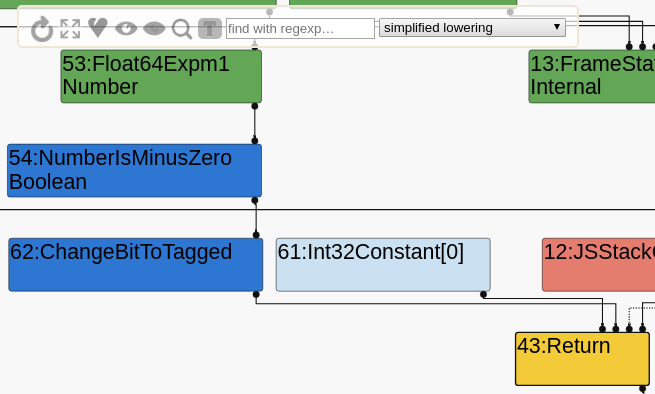 T
find with regexp…
simplified lowering
53:Float64Expm1
Number
13:FrameSta
Internal
54:NumberIsMinusZero
Boolean
62:ChangeBitToTagged
61:Int32Constant[0]
12:JSStack
43:Return